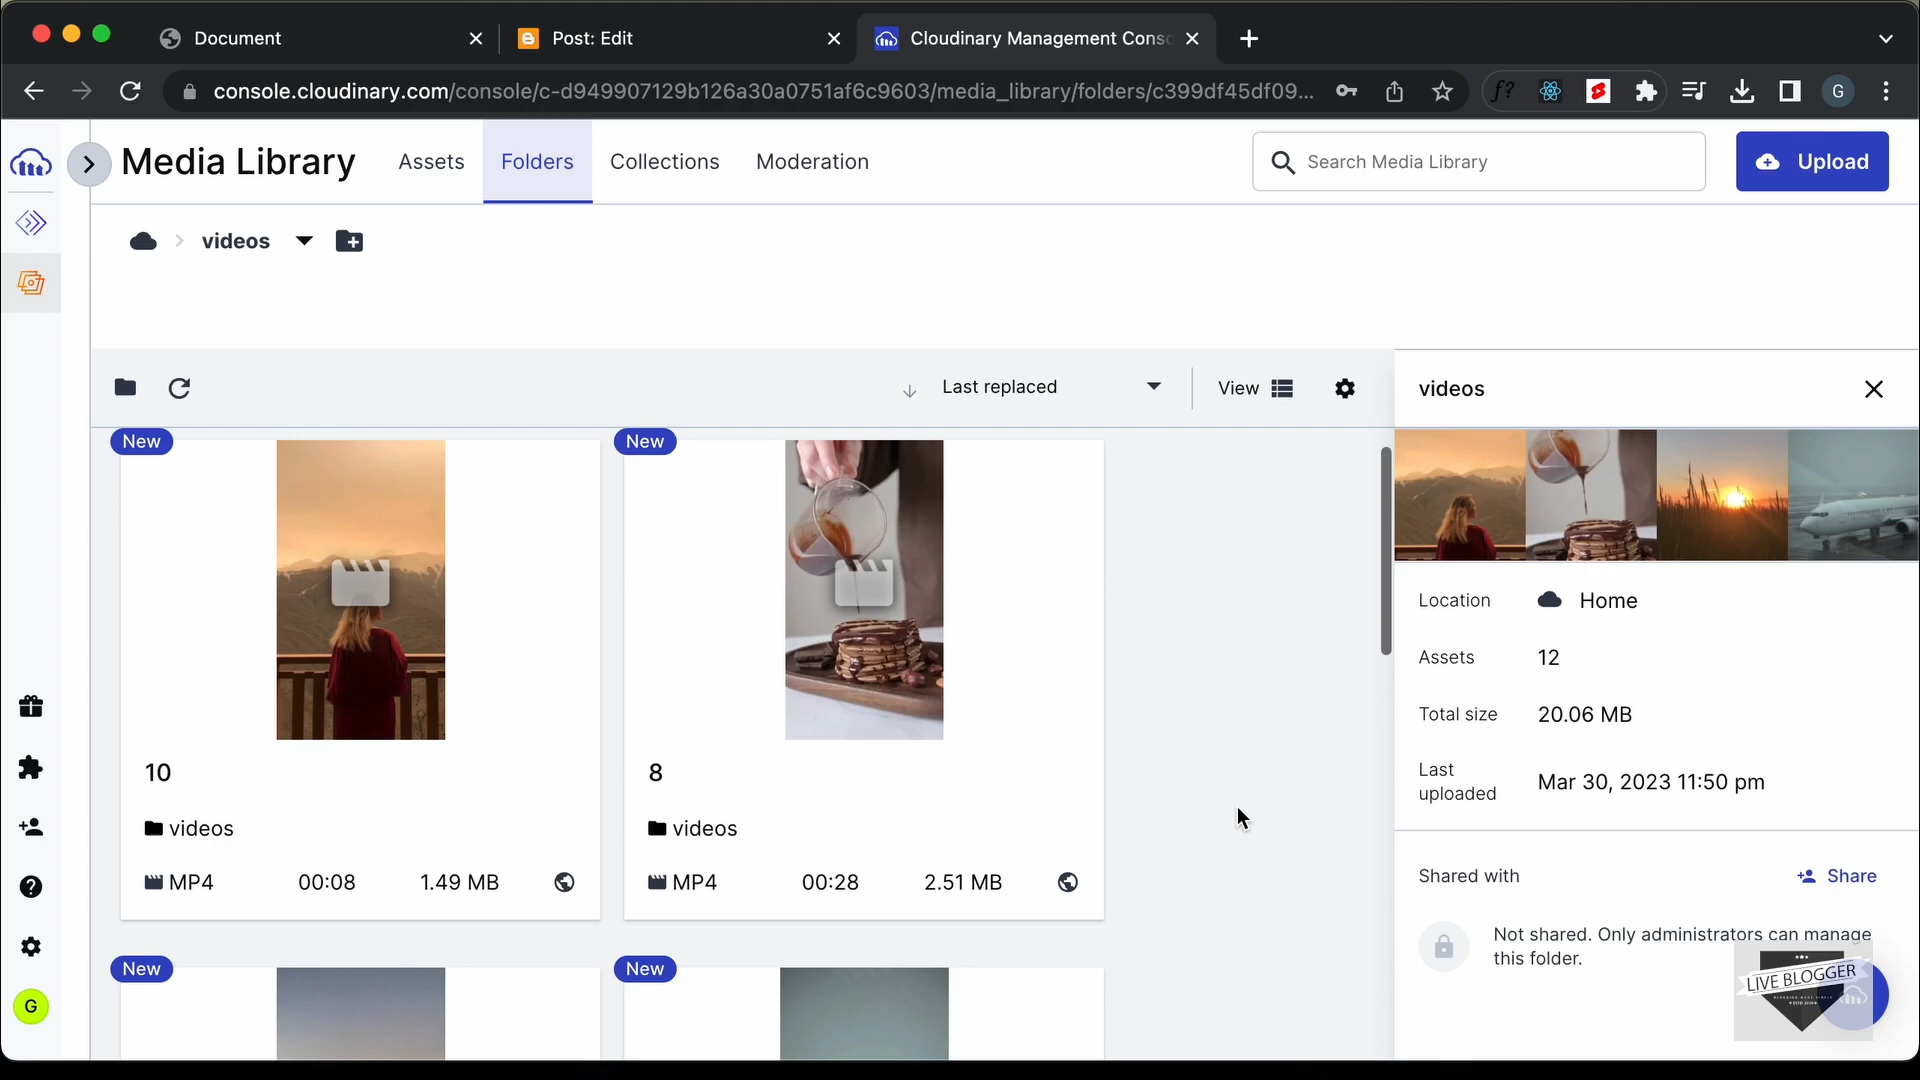 Document
Post: Edit
Cloudinary Management Conso
console.cloudinary.com/console/c-d949907129b126a30a0751af6c9603/media_library/folders/c399df45df09...
f?
G
Media Library
Assets
Folders
Collections
Moderation
Search Media Library
Upload
videos
Last replaced
View
videos
New
New
Location
Home
Assets
12
Total size
20.06 MB
Last
uploaded
Mar 30, 2023 11:50 pm
10
8
videos
videos
MP4 00:08 1.49 MB
MP4 00:28 2.51 MB
Shared with
Share
Not shared. Only administrators can manage
this folder.
New
New
G
LIVE BLOGGER